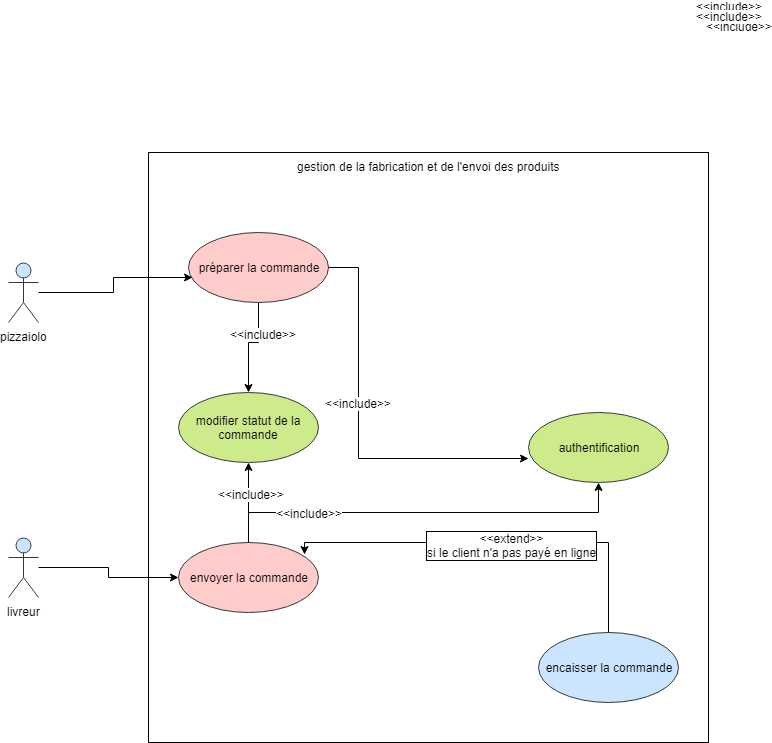 <<include>>
<<include>>
<<include>>
gestion de la fabrication et de l'envoi des produits
préparer la commande
pizzaiolo
<<include>>
<<include>>
modifier statut de la
commande
authentification
<<include>>
<<include>>
<<extend>>
si le client n'a pas payé en ligne
envoyer la commande
livreur
encaisser la commande